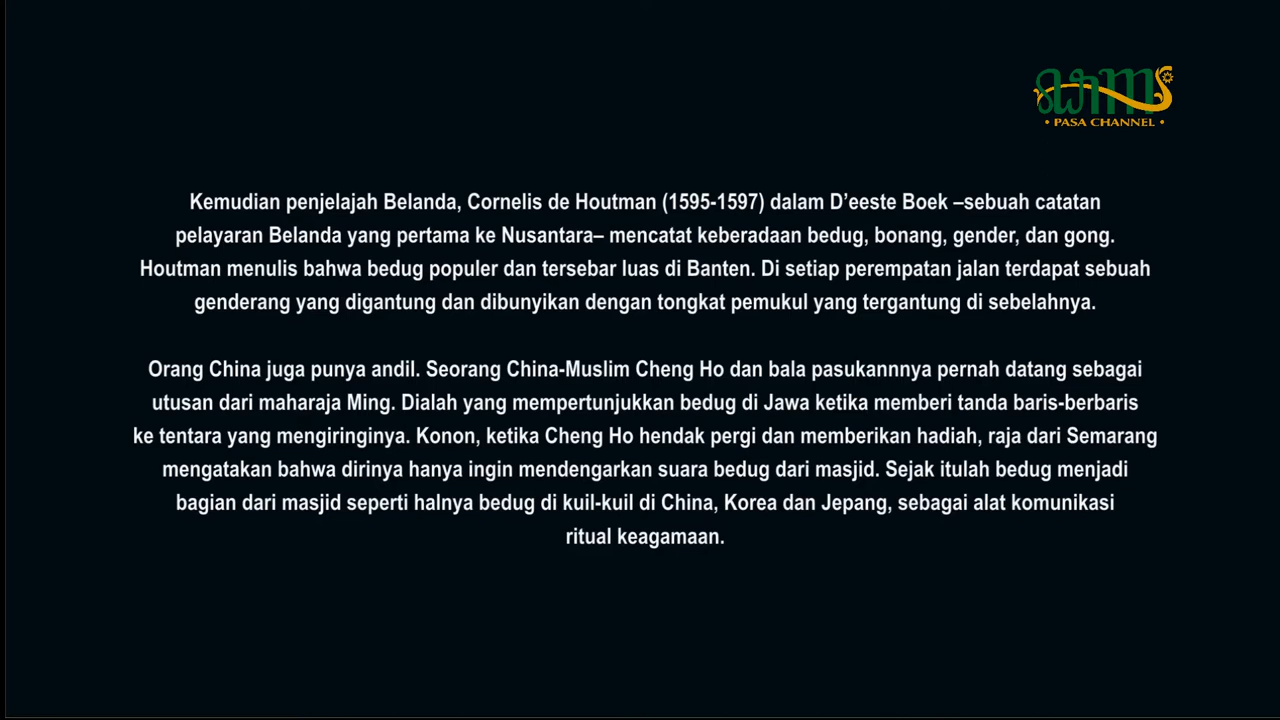 • PASA CHANNEL •
Kemudian penjelajah Belanda, Cornelis de Houtman (1595-1597) dalam D’eeste Boek –sebuah catatan
pelayaran Belanda yang pertama ke Nusantara– mencatat keberadaan bedug, bonang, gender, dan gong.
Houtman menulis bahwa bedug populer dan tersebar luas di Banten. Di setiap perempatan jalan terdapat sebuah
genderang yang digantung dan dibunyikan dengan tongkat pemukul yang tergantung di sebelahnya.
Orang China juga punya andil. Seorang China-Muslim Cheng Ho dan bala pasukannnya pernah datang sebagai
utusan dari maharaja Ming. Dialah yang mempertunjukkan bedug di Jawa ketika memberi tanda baris-berbaris
ke tentara yang mengiringinya. Konon, ketika Cheng Ho hendak pergi dan memberikan hadiah, raja dari Semarang
mengatakan bahwa dirinya hanya ingin mendengarkan suara bedug dari masjid. Sejak itulah bedug menjadi
bagian dari masjid seperti halnya bedug di kuil-kuil di China, Korea dan Jepang, sebagai alat komunikasi
ritual keagamaan.